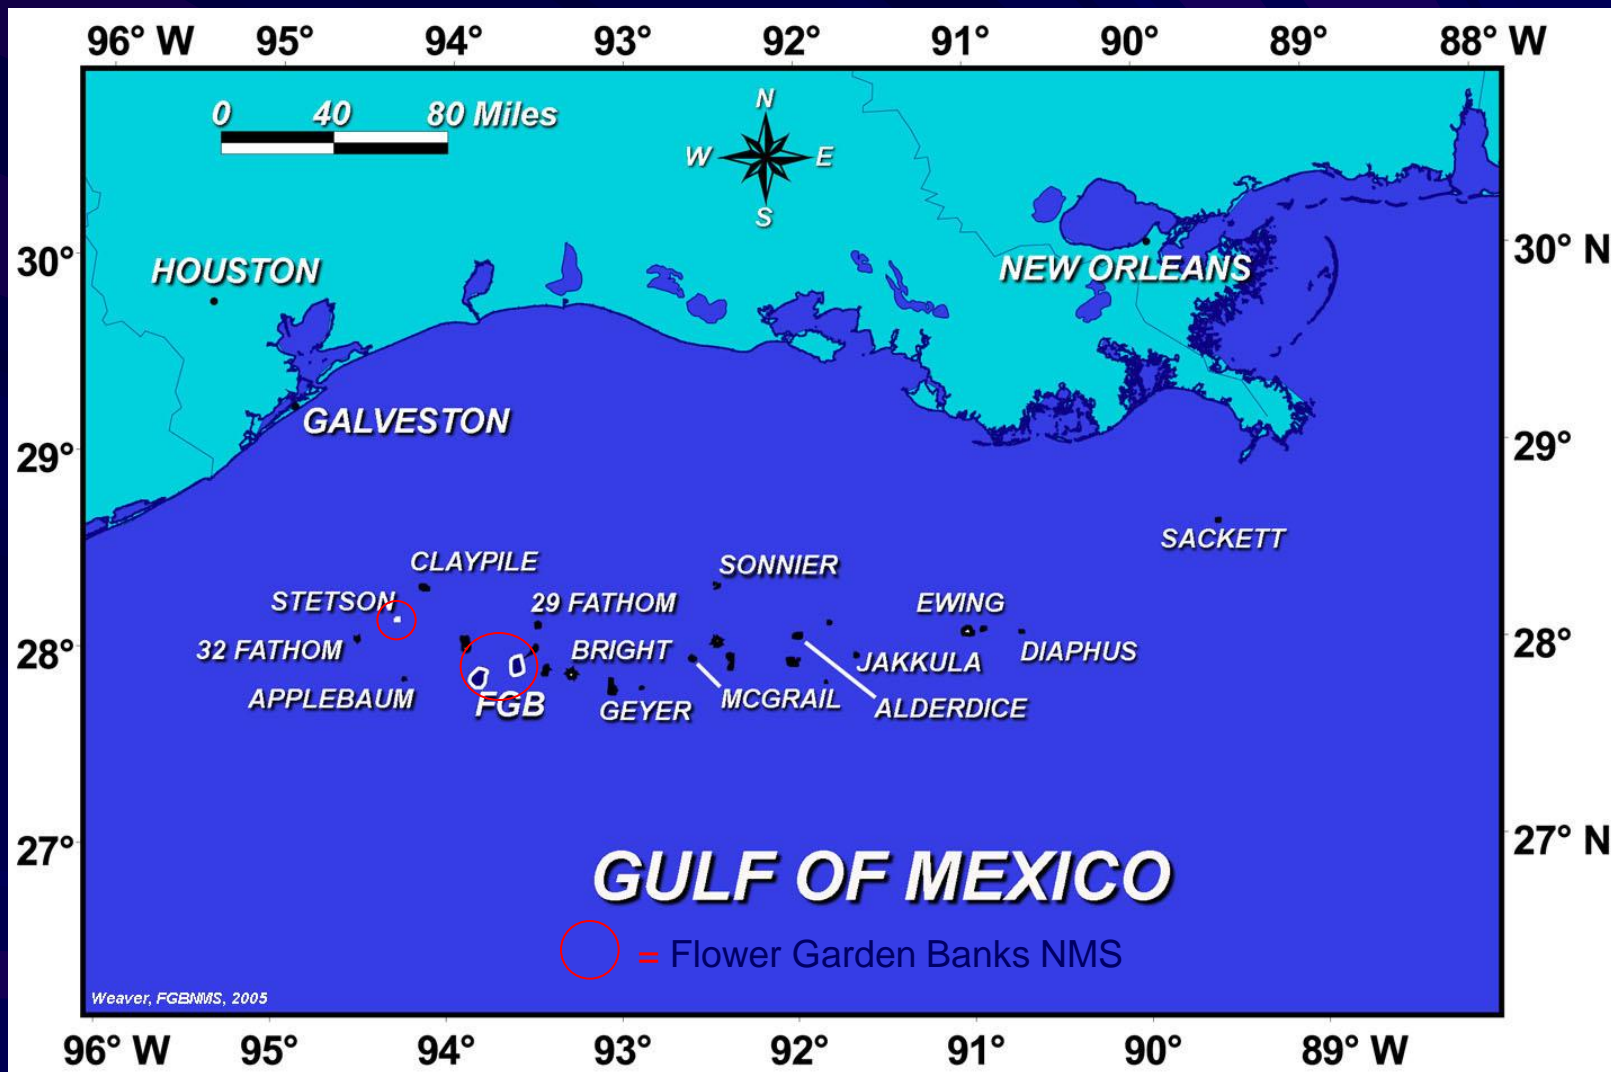 96° W 95° 94° 93° 92° 91° 90° 89° 88° W
0 40 80 Miles
N
W E
S
30° 30° N
HOUSTON
NEW ORLEANS
GALVESTON
29° 29°
SACKETT
CLAYPILE
SONNIER
STETSON
29 FATHOM
EWING
28° 28°
32 FATHOM
BRIGHT
JAKKULA
DIAPHUS
APPLEBAUM
FGB
GEYER
MCGRAIL
ALDERDICE
27° 27° N
GULF OF MEXICO
= Flower Garden Banks NMS
Weaver, FGBNMS, 2005
96° W 95° 94° 93° 92° 91° 90° 89° W